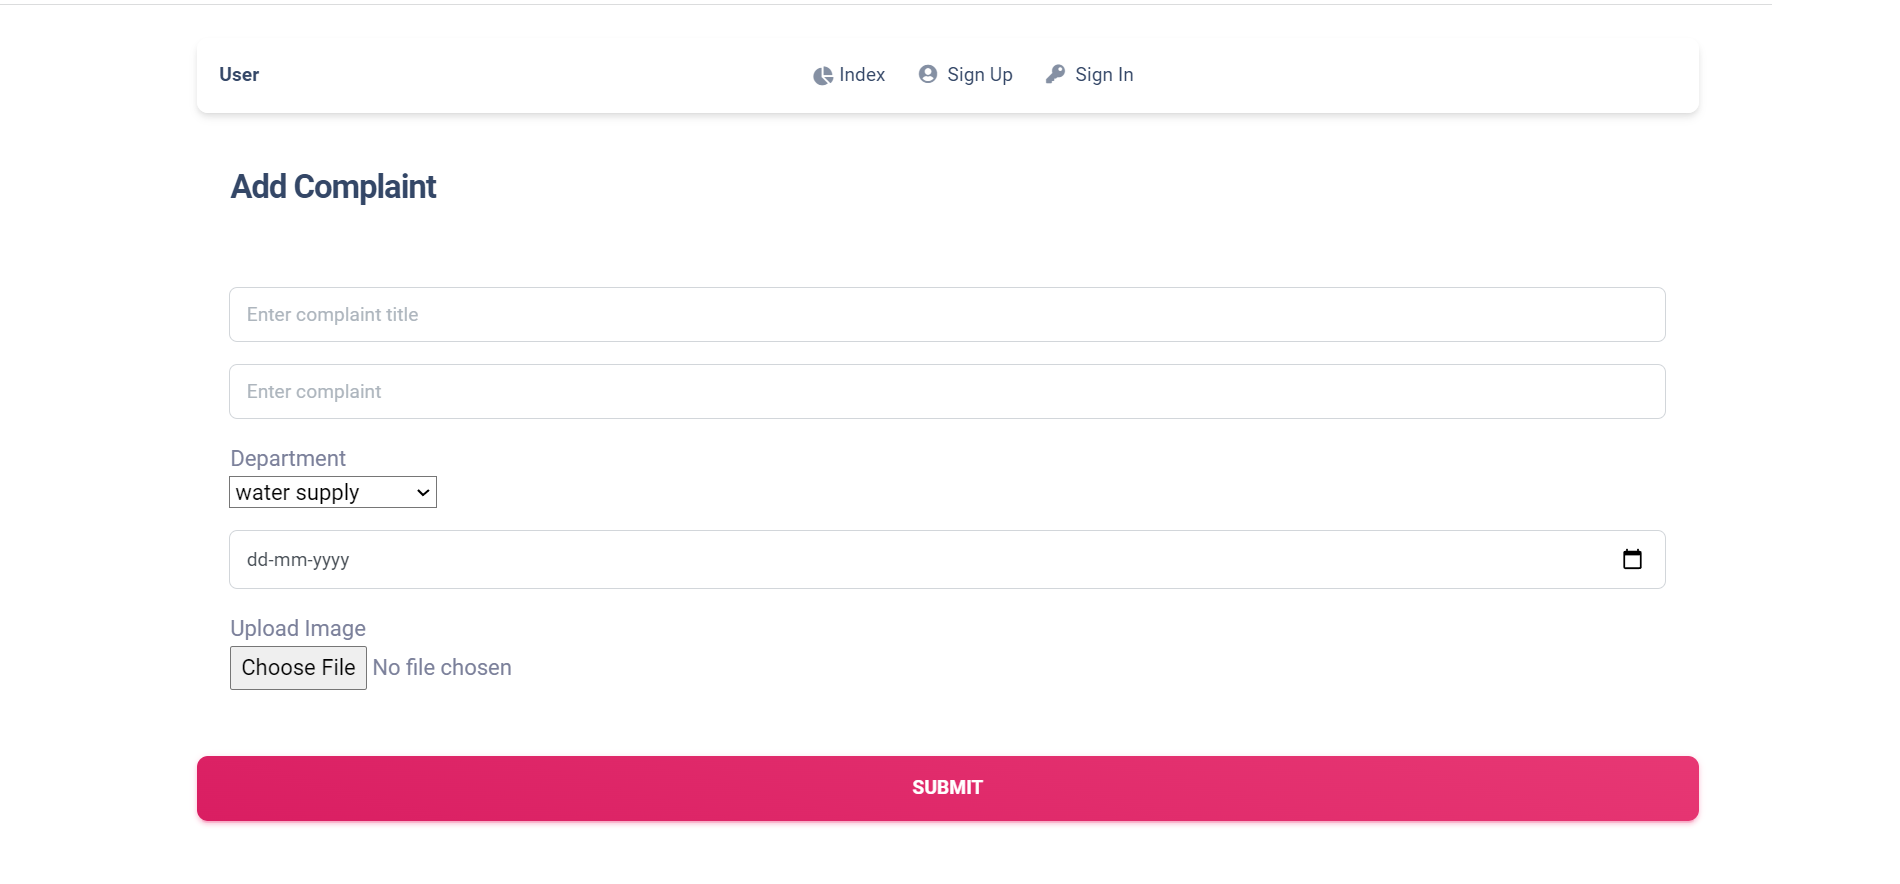 User Index Sign Up Sign In
Add Complaint
Enter complaint title
Enter complaint
Department
water supply
dd-mm-yyyy
Upload Image
Choose File No file chosen
SUBMIT